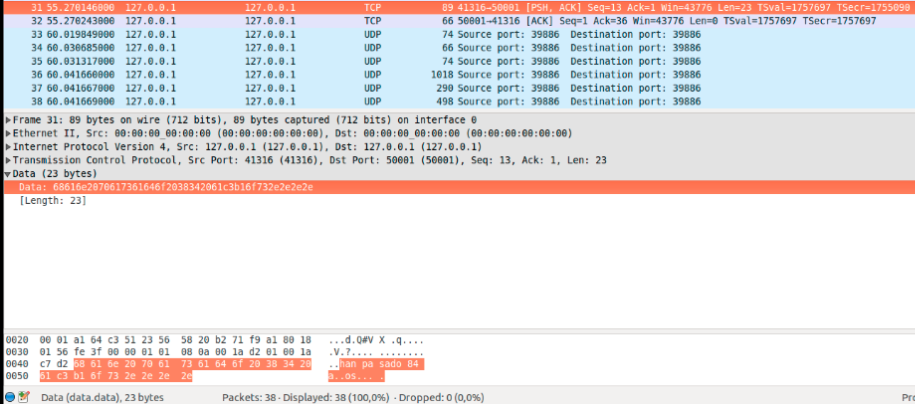 31 55.270146000 127.0.0.1 127.0.0.1 TCP 89 41316→50001 [PSH, ACK] Seq=13 Ack=1 Win=43776 Len=23 TSval=1757697 TSecr=1755090
32 55.270243000 127.0.0.1 127.0.0.1 TCP 66 50001→41316 [ACK] Seq=1 Ack=36 Win=43776 Len=0 TSval=1757697 TSecr=1757697
33 60.019849000 127.0.0.1 127.0.0.1 UDP 74 Source port: 39886 Destination port: 39886
34 60.030685000 127.0.0.1 127.0.0.1 UDP 66 Source port: 39886 Destination port: 39886
35 60.031317000 127.0.0.1 127.0.0.1 UDP 74 Source port: 39886 Destination port: 39886
36 60.041660000 127.0.0.1 127.0.0.1 UDP 1018 Source port: 39886 Destination port: 39886
37 60.041667000 127.0.0.1 127.0.0.1 UDP 290 Source port: 39886 Destination port: 39886
38 60.041669000 127.0.0.1 127.0.0.1 UDP 498 Source port: 39886 Destination port: 39886
Frame 31: 89 bytes on wire (712 bits), 89 bytes captured (712 bits) on interface 0
Ethernet II, Src: 00:00:00_00:00:00 (00:00:00:00:00:00), Dst: 00:00:00_00:00:00 (00:00:00:00:00:00)
Internet Protocol Version 4, Src: 127.0.0.1 (127.0.0.1), Dst: 127.0.0.1 (127.0.0.1)
Transmission Control Protocol, Src Port: 41316 (41316), Dst Port: 50001 (50001), Seq: 13, Ack: 1, Len: 23
Data (23 bytes)
Data: 68616e2070617361646f2038342061c3b16f732e2e2e2e
[Length: 23]
0020 00 01 a1 64 c3 51 23 56 58 20 b2 71 f9 a1 80 18 ...d.Q#V X .q....
0030 01 56 fe 3f 00 00 01 01 08 0a 00 1a d2 01 00 1a .V.?.... ........
0040 c7 d2 68 61 6e 20 70 61 73 61 64 6f 20 38 34 20 ..han pa sado 84
0050 61 c3 b1 6f 73 2e 2e 2e 2e a..os... .
Data (data.data), 23 bytes Packets: 38 · Displayed: 38 (100,0%) · Dropped: 0 (0,0%) Pro